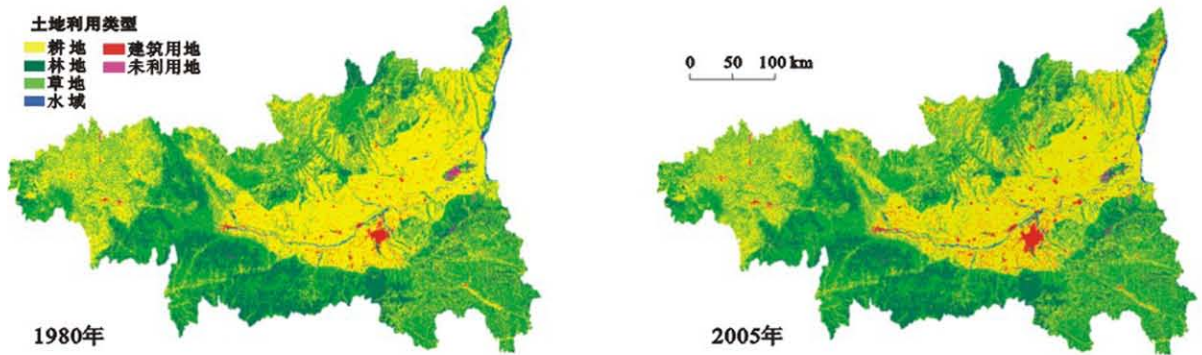 土地利用类型
耕地 建筑用地
林地 未利用地
草地
水域
1980年
0 50 100 km
2005年